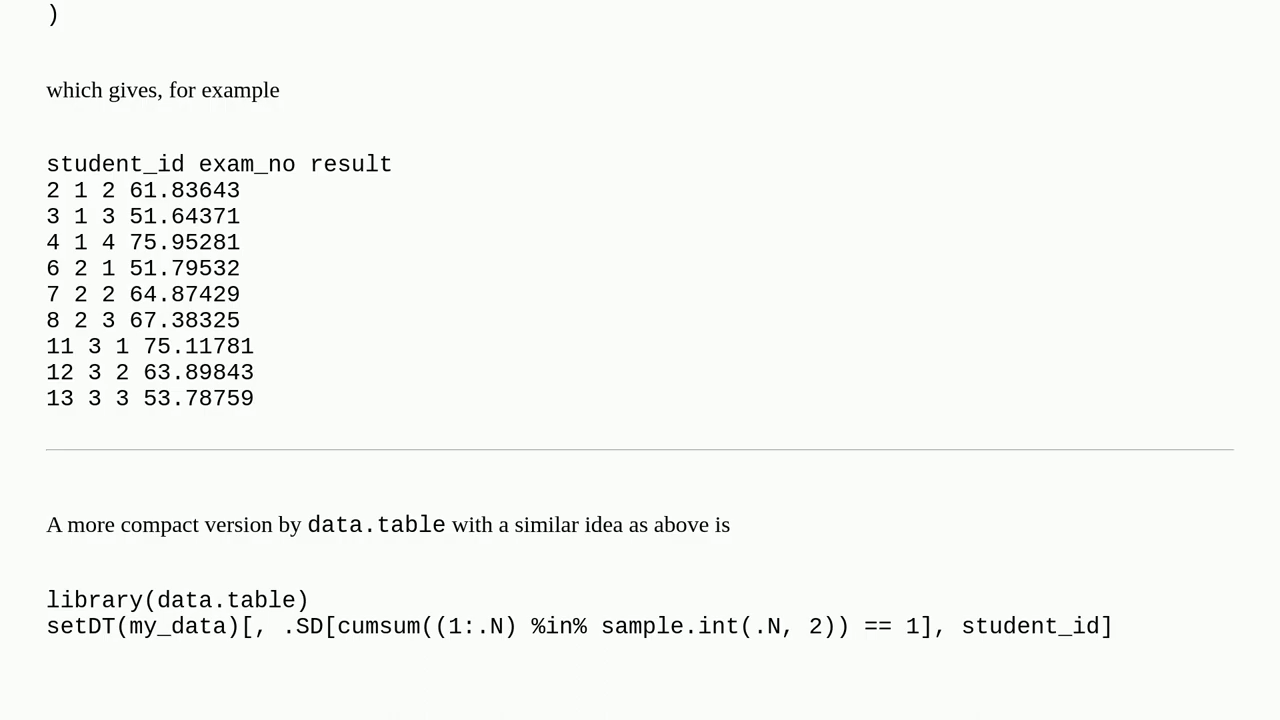 )
which gives, for example
student_id exam_no result
2 1 2 61.83643
3 1 3 51.64371
4 1 4 75.95281
6 2 1 51.79532
7 2 2 64.87429
8 2 3 67.38325
11 3 1 75.11781
12 3 2 63.89843
13 3 3 53.78759
A more compact version by data.table with a similar idea as above is
library(data.table)
setDT(my_data)[, .SD[cumsum((1:.N) %in% sample.int(.N, 2)) == 1], student_id]